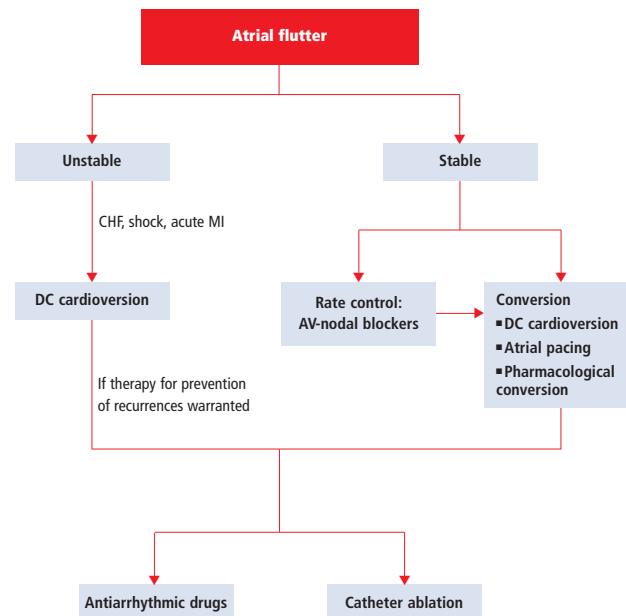 Atrial flutter
Unstable
Stable
CHF, shock, acute MI
DC cardioversion
Rate control:
AV-nodal blockers
Conversion
▪DC cardioversion
▪Atrial pacing
▪Pharmacological
conversion
If therapy for prevention
of recurrences warranted
Antiarrhythmic drugs
Catheter ablation